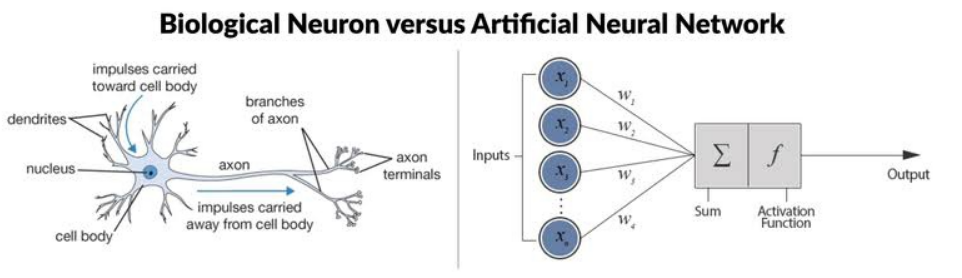 Biological Neuron versus Artificial Neural Network
impulses carried
toward cell body
dendrites
nucleus
cell body
axon
impulses carried
away from cell body
branches
of axon
axon
terminals
Inputs
x₁
x₂
x₃
xₙ
w₁
w₂
w₃
w₄
Σ
f
Sum
Activation
Function
Output